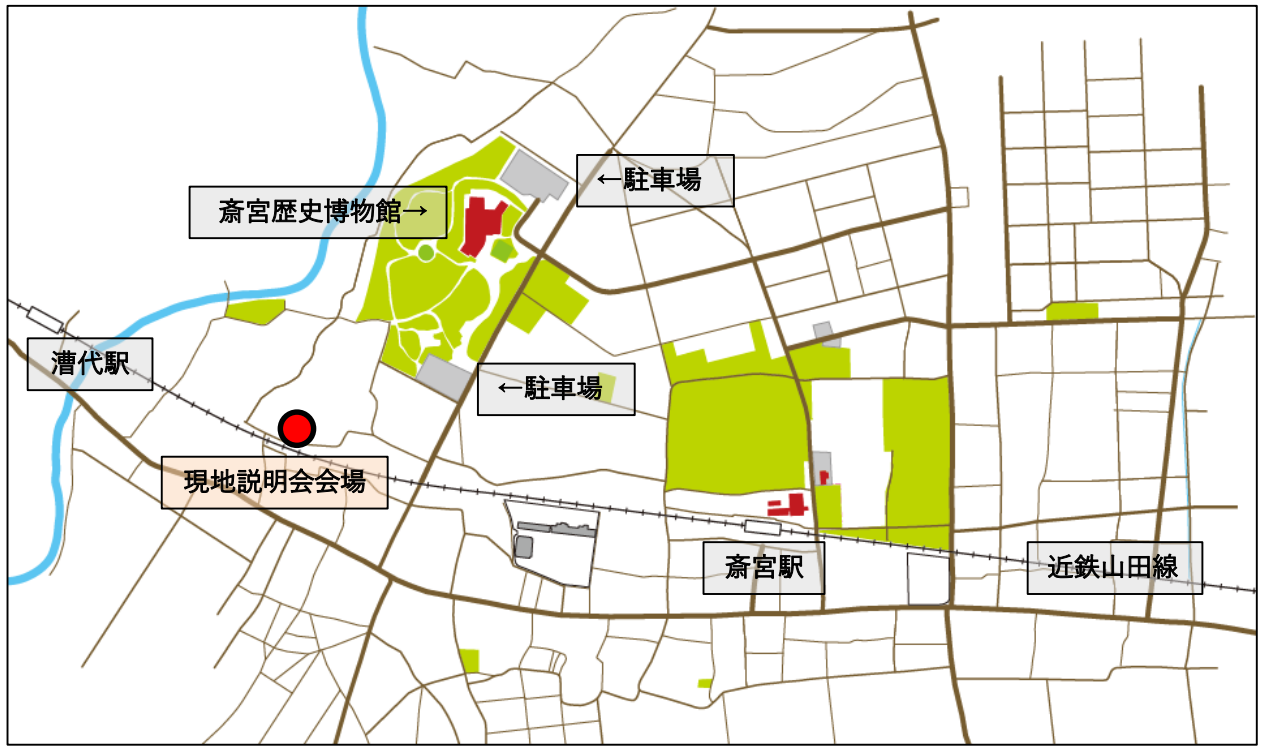 ←駐車場
斎宮歴史博物館→
漕代駅
←駐車場
現地説明会会場
斎宮駅
近鉄山田線